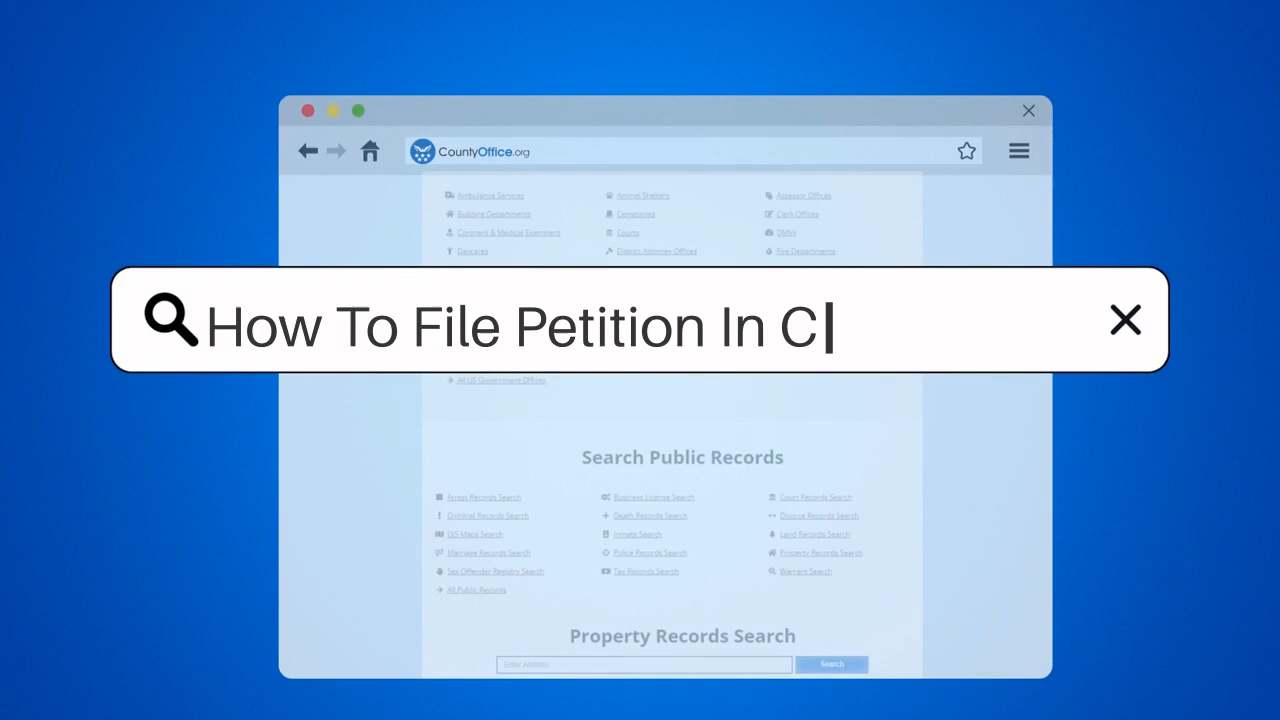 CountyOffice.org
Ambulance Services Animal Shelters Assessor Offices
Building Departments Cemeteries Clerk Offices
Coroners & Medical Examiners Courts DMVs
Daycares District Attorney Offices Fire Departments
How To File Petition In C
All US Government Offices
Search Public Records
Arrest Records Search Business License Search Court Records Search
Criminal Records Search Death Records Search Divorce Records Search
GIS Maps Search Inmate Search Land Records Search
Marriage Records Search Police Records Search Property Records Search
Sex Offender Registry Search Tax Records Search Warrant Search
All Public Records
Property Records Search
Enter Address Search